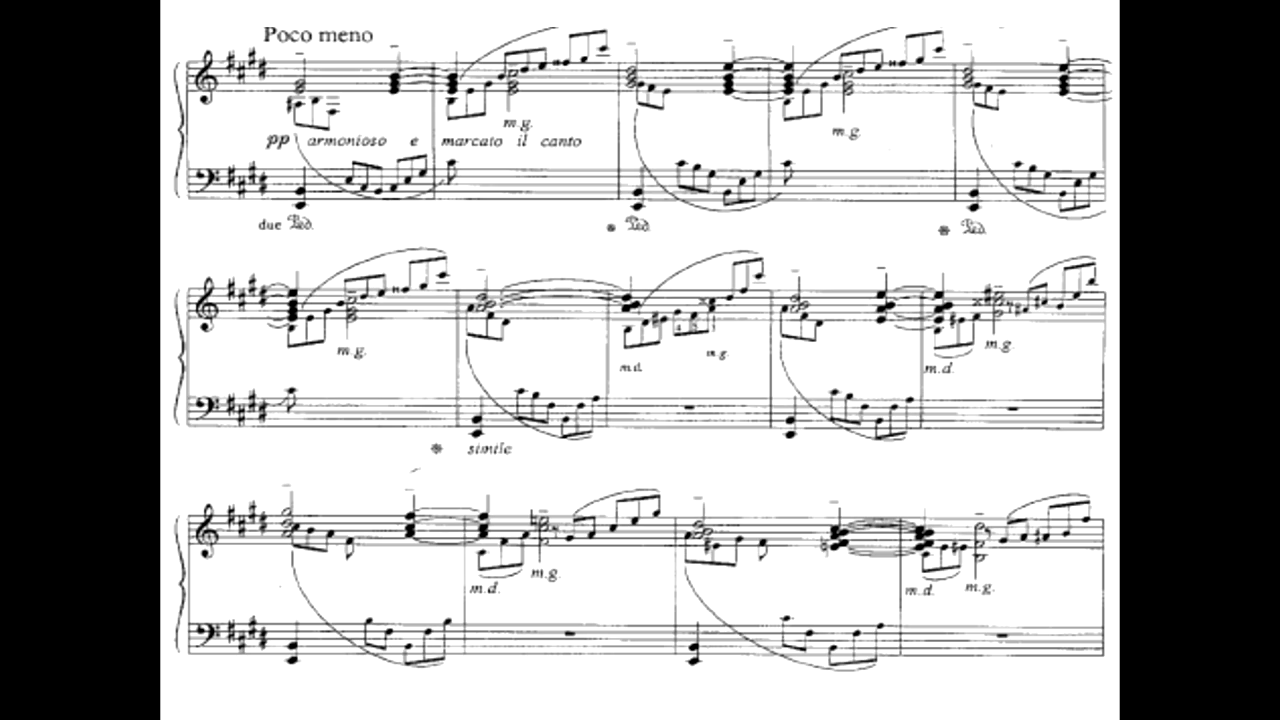 Poco meno
m.g.
m.g.
pp armonioso e marcato il canto
due Ped.
Ped.
Ped.
m.g.
m.g.
m.d.
m.g.
m.d.
simile
m.g.
m.d.
m.g.
m.d.